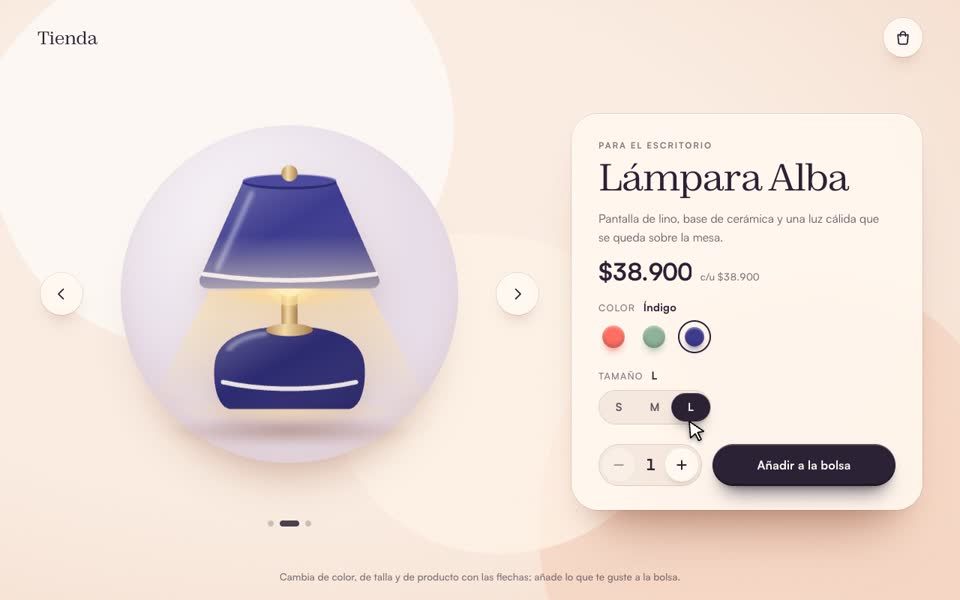 Tienda
PARA EL ESCRITORIO
Lámpara Alba
Pantalla de lino, base de cerámica y una luz cálida que
se queda sobre la mesa.
$38.900 c/u $38.900
COLOR Índigo
TAMAÑO L
S M L
− 1 + Añadir a la bolsa
Cambia de color, de talla y de producto con las flechas; añade lo que te guste a la bolsa.